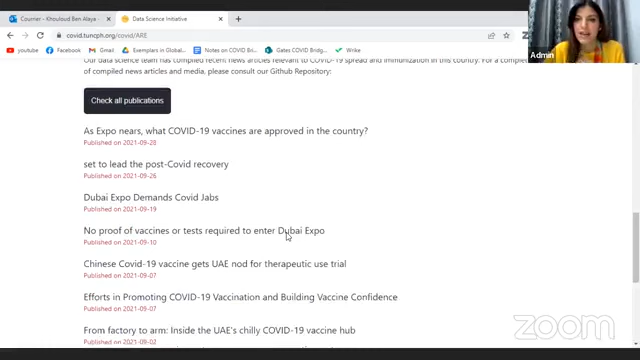 Courrier - Khouloud Ben Alaya
Data Science Initiative
covid.tuncph.org/covid/ARE
youtube
Facebook
Gmail
Exemplars in Global...
Notes on COVID Bri...
Gates COVID Bridg...
Wrike
Admin
Our data science team has compiled recent news articles relevant to COVID-19 spread and immunization in this country. For a comple
of compiled news articles and media, please consult our Github Repository:
Check all publications
As Expo nears, what COVID-19 vaccines are approved in the country?
Published on 2021-09-28
set to lead the post-Covid recovery
Published on 2021-09-26
Dubai Expo Demands Covid Jabs
Published on 2021-09-19
No proof of vaccines or tests required to enter Dubai Expo
Published on 2021-09-10
Chinese Covid-19 vaccine gets UAE nod for therapeutic use trial
Published on 2021-09-07
Efforts in Promoting COVID-19 Vaccination and Building Vaccine Confidence
Published on 2021-09-07
From factory to arm: Inside the UAE's chilly COVID-19 vaccine hub
Published on 2021-09-02
zoom